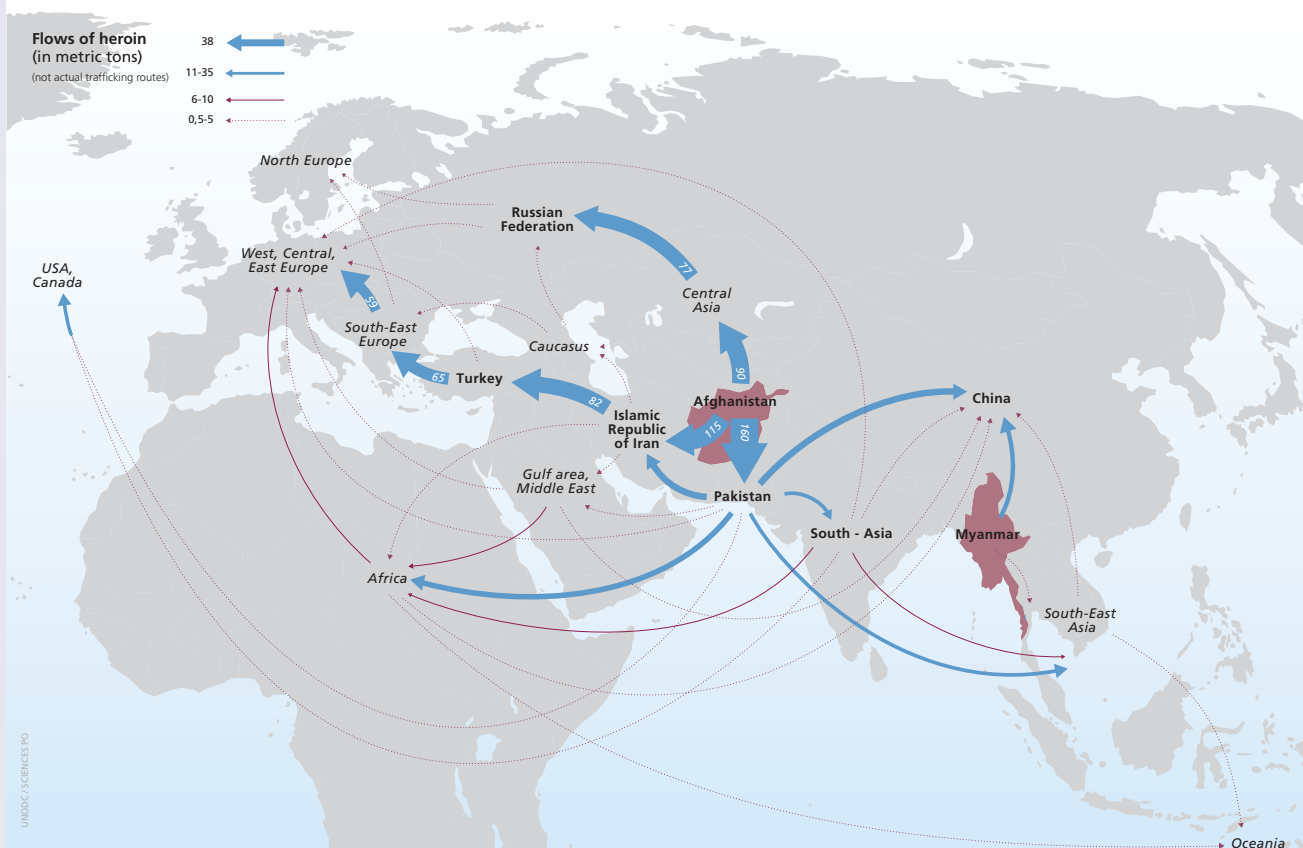 Flows of heroin
(in metric tons)
(not actual trafficking routes)
38
11-35
6-10
0,5-5
North Europe
Russian
Federation
West, Central,
East Europe
USA,
Canada
77
Central
Asia
59
South-East
Europe
Caucasus
65
Turkey
82
90
Afghanistan
China
Islamic
Republic
of Iran
115
160
Gulf area,
Middle East
Pakistan
South - Asia
Myanmar
Africa
South-East
Asia
UNODC / SCIENCES PO
Oceania